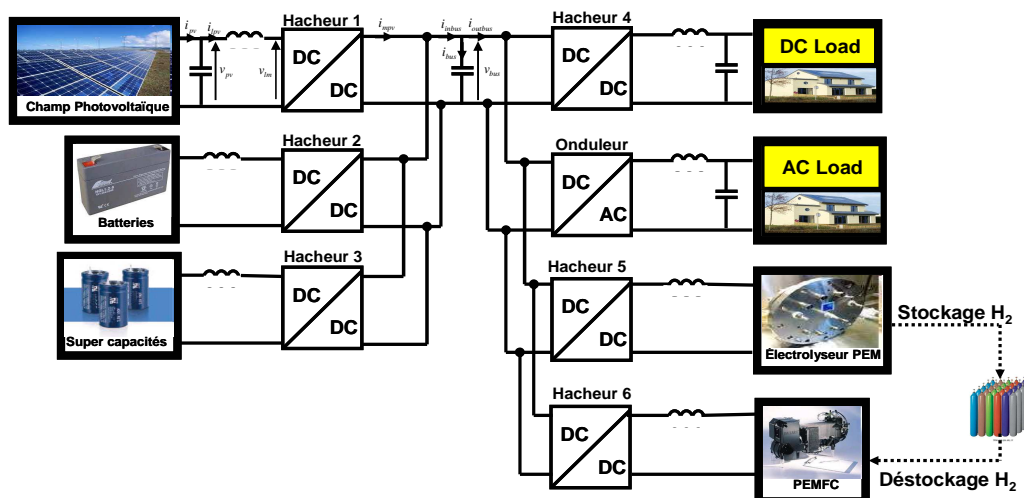 Hacheur 1
i_pv
i_lpv
v_pv
v_lm
DC
DC
Champ Photovoltaïque
i_mpv
i_inbus
i_outbus
i_bus
v_bus
Hacheur 4
DC
DC
DC Load
Hacheur 2
DC
DC
Batteries
Onduleur
DC
AC
AC Load
Hacheur 3
DC
DC
Super capacités
Hacheur 5
DC
DC
Électrolyseur PEM
Stockage H₂
Hacheur 6
DC
DC
PEMFC
Déstockage H₂